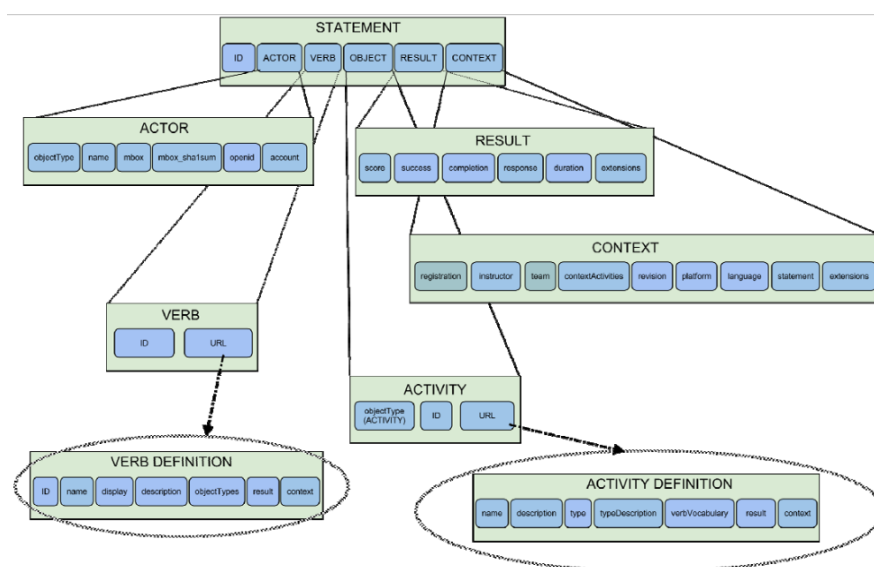 STATEMENT
ID ACTOR VERB OBJECT RESULT CONTEXT
ACTOR
objectType name mbox mbox_sha1sum openid account
RESULT
score success completion response duration extensions
CONTEXT
registration instructor team contextActivities revision platform language statement extensions
VERB
ID URL
ACTIVITY
objectType
(ACTIVITY) ID URL
VERB DEFINITION
ID name display description objectTypes result context
ACTIVITY DEFINITION
name description type typeDescription verbVocabulary result context